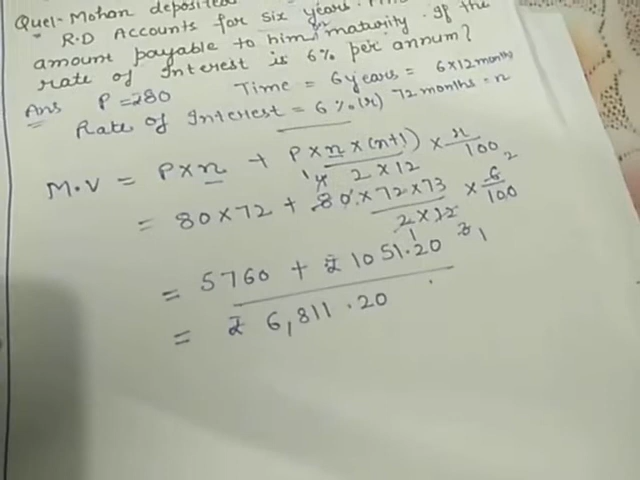 Que1- Mohan deposited
R.D Accounts for six years.
amount payable to him in maturity. If the
rate of Interest is 6% per annum?
Ans P = ₹80 Time = 6 years = 6×12 months
Rate of Interest = 6% (r) 72 months = n
M.V = P×n + P×n×(n+1)/2×12 × r/100
= 80×72 + 80×72×73/2×12 × 6/100
= 5760 + ₹ 1051.20
= ₹ 6,811.20